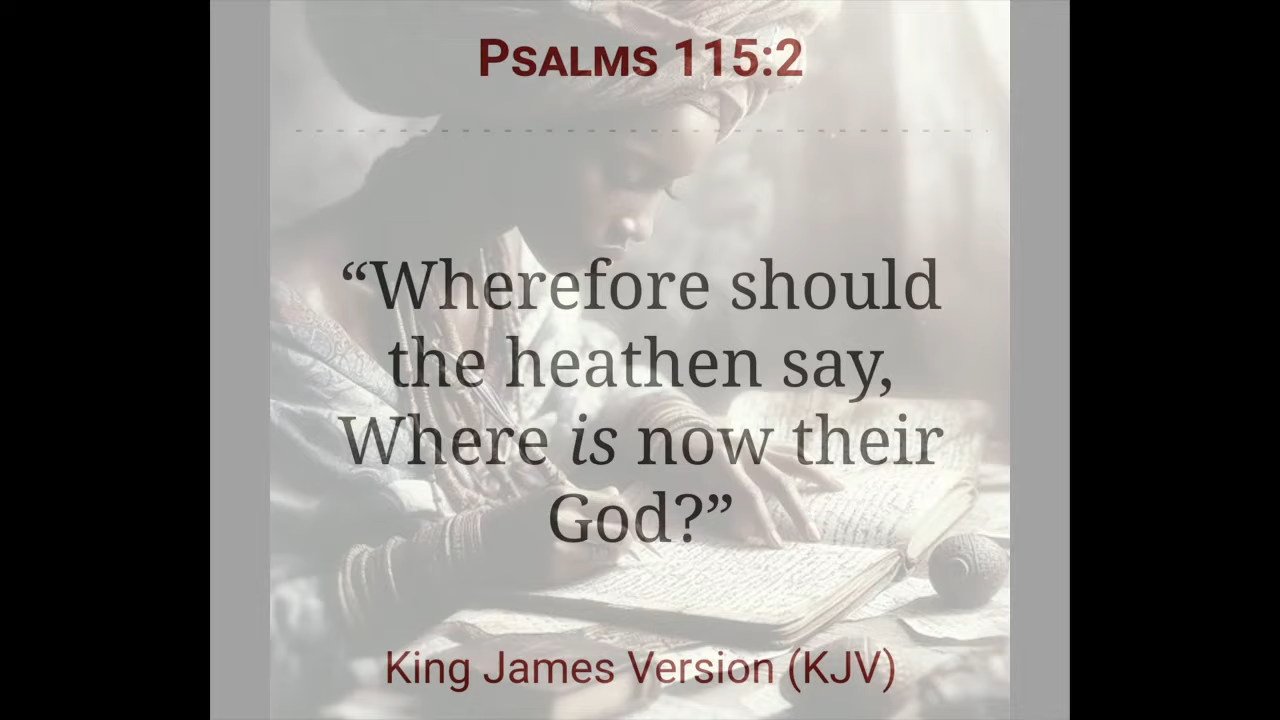 Psalms 115:2
“Wherefore should
the heathen say,
Where is now their
God?”
King James Version (KJV)